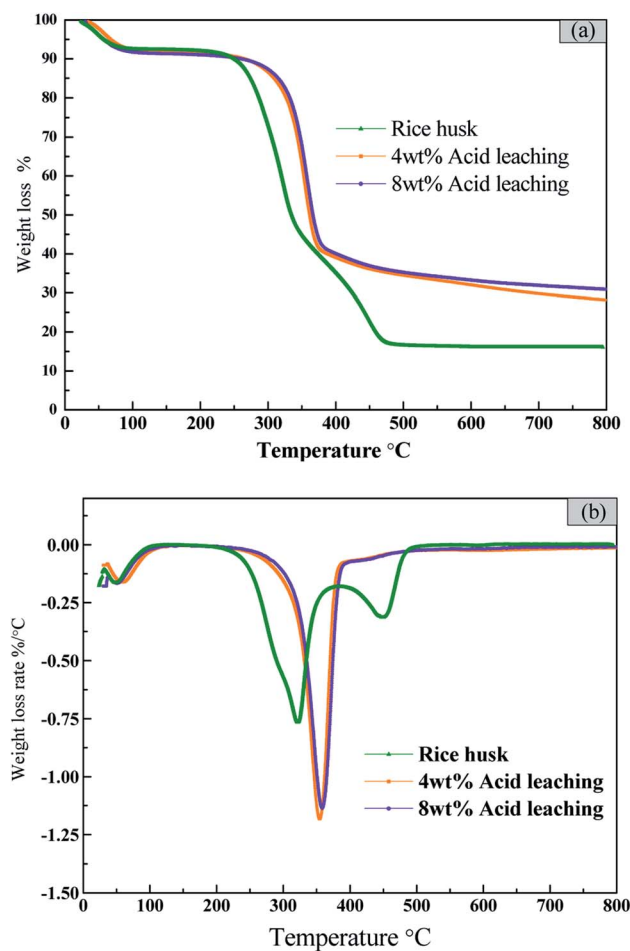 (a)
100
90
80
70
60
50
40
30
20
10
0
Weight loss %
Rice husk
4wt% Acid leaching
8wt% Acid leaching
0 100 200 300 400 500 600 700 800
Temperature °C
(b)
0.00
-0.25
-0.50
-0.75
-1.00
-1.25
-1.50
Weight loss rate %/°C
Rice husk
4wt% Acid leaching
8wt% Acid leaching
0 100 200 300 400 500 600 700 800
Temperature °C